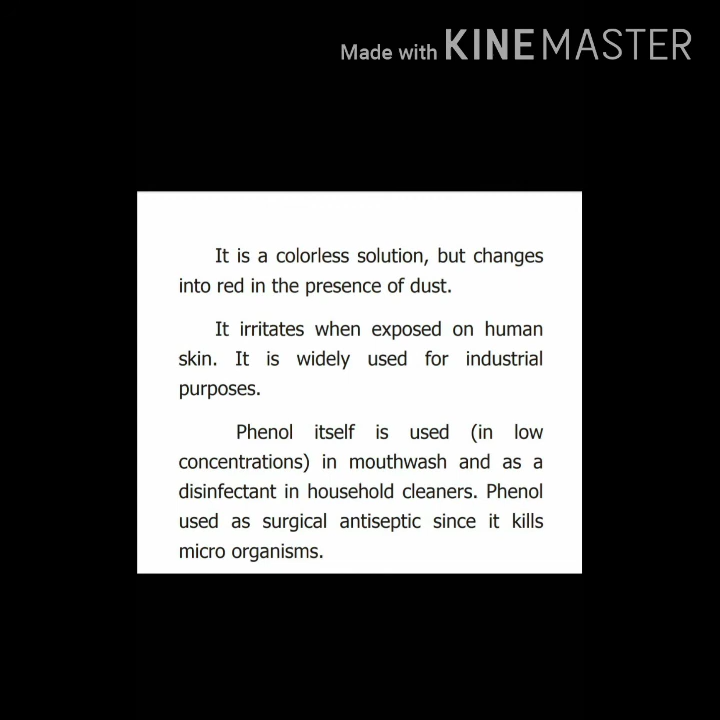 Made with KINEMASTER
It is a colorless solution, but changes
into red in the presence of dust.
It irritates when exposed on human
skin. It is widely used for industrial
purposes.
Phenol itself is used (in low
concentrations) in mouthwash and as a
disinfectant in household cleaners. Phenol
used as surgical antiseptic since it kills
micro organisms.